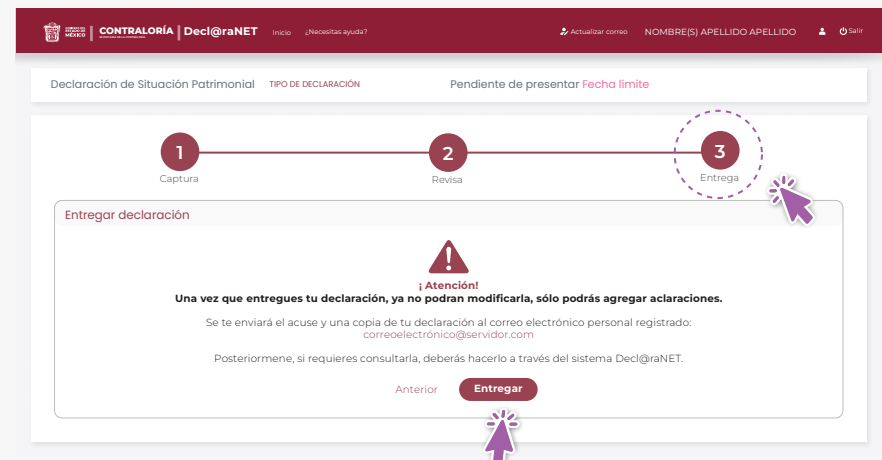 CONTRALORÍA Decl@raNET Inicio ¿Necesitas ayuda? Actualizar correo NOMBRE(S) APELLIDO APELLIDO Salir
Declaración de Situación Patrimonial TIPO DE DECLARACIÓN Pendiente de presentar Fecha límite
1 2 3
Captura Revisa Entrega
Entregar declaración
¡ Atención!
Una vez que entregues tu declaración, ya no podran modificarla, sólo podrás agregar aclaraciones.
Se te enviará el acuse y una copia de tu declaración al correo electrónico personal registrado:
correoelectrónico@servidor.com
Posteriormene, si requieres consultarla, deberás hacerlo a través del sistema Decl@raNET.
Anterior Entregar